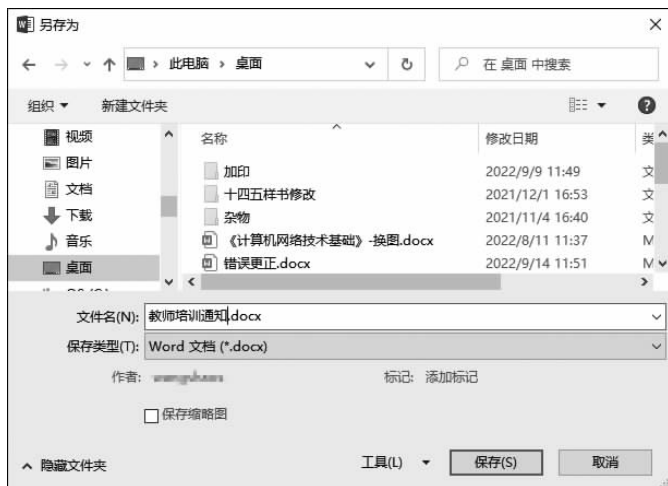 另存为
此电脑 › 桌面
在 桌面 中搜索
组织
新建文件夹
视频
图片
文档
下载
音乐
桌面
名称 修改日期 类
加印 2022/9/9 11:49 文
十四五样书修改 2021/12/1 16:53 文
杂物 2021/11/4 16:40 文
《计算机网络技术基础》-换图.docx 2022/8/11 11:37 M
错误更正.docx 2022/9/14 11:51 M
文件名(N): 教师培训通知.docx
保存类型(T): Word 文档 (*.docx)
作者: 标记: 添加标记
保存缩略图
隐藏文件夹
工具(L) 保存(S) 取消